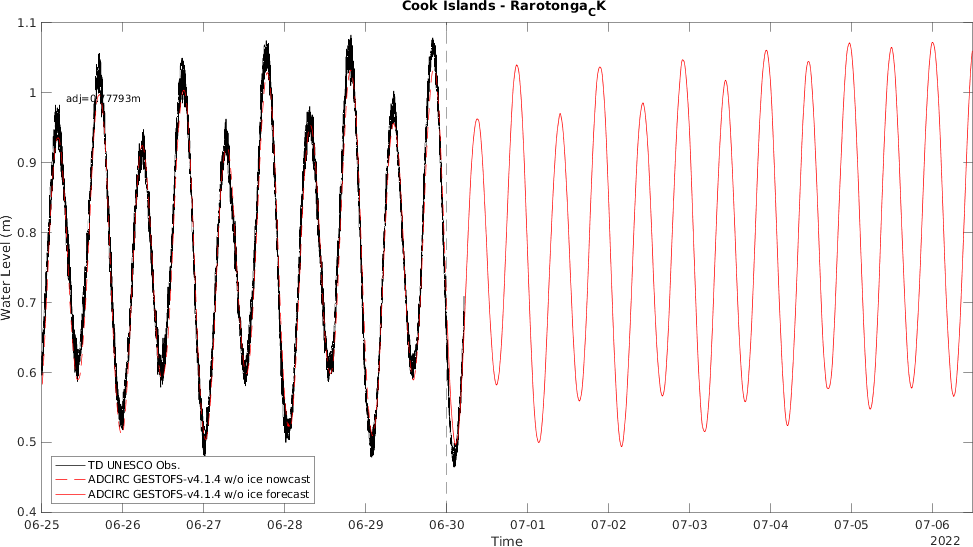 Cook Islands - Rarotonga_CK
1.1
1
0.9
0.8
0.7
0.6
0.5
0.4
Water Level (m)
adj=0.77793m
TD UNESCO Obs.
ADCIRC GESTOFS-v4.1.4 w/o ice nowcast
ADCIRC GESTOFS-v4.1.4 w/o ice forecast
06-25 06-26 06-27 06-28 06-29 06-30 07-01 07-02 07-03 07-04 07-05 07-06
Time
2022